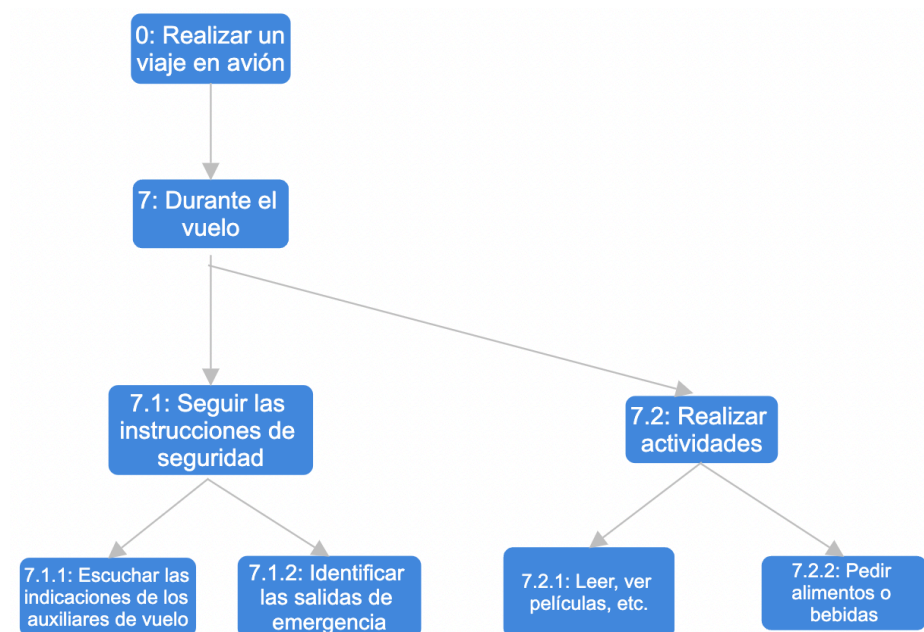 0: Realizar un
viaje en avión
7: Durante el
vuelo
7.1: Seguir las
instrucciones de
seguridad
7.2: Realizar
actividades
7.1.1: Escuchar las
indicaciones de los
auxiliares de vuelo
7.1.2: Identificar
las salidas de
emergencia
7.2.1: Leer, ver
películas, etc.
7.2.2: Pedir
alimentos o
bebidas